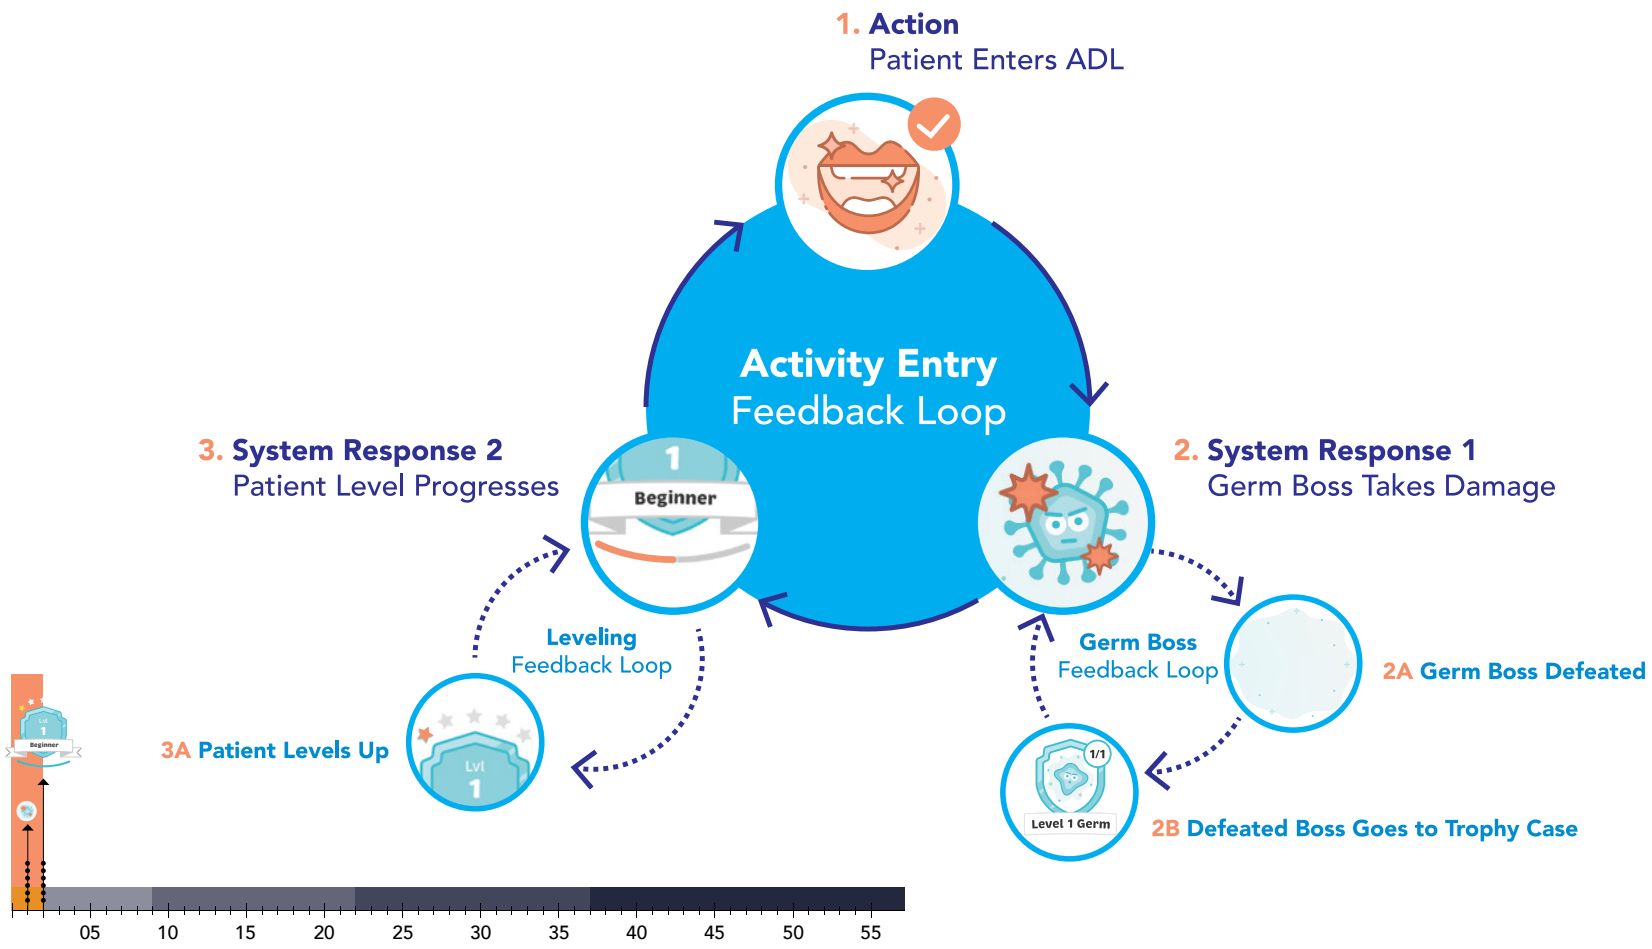 1. Action
Patient Enters ADL
Activity Entry
Feedback Loop
3. System Response 2
Patient Level Progresses
1
Beginner
2. System Response 1
Germ Boss Takes Damage
Leveling
Feedback Loop
Germ Boss
Feedback Loop
2A Germ Boss Defeated
3A Patient Levels Up
Lvl
1
1/1
Level 1 Germ
2B Defeated Boss Goes to Trophy Case
Lvl
1
Beginner
05 10 15 20 25 30 35 40 45 50 55